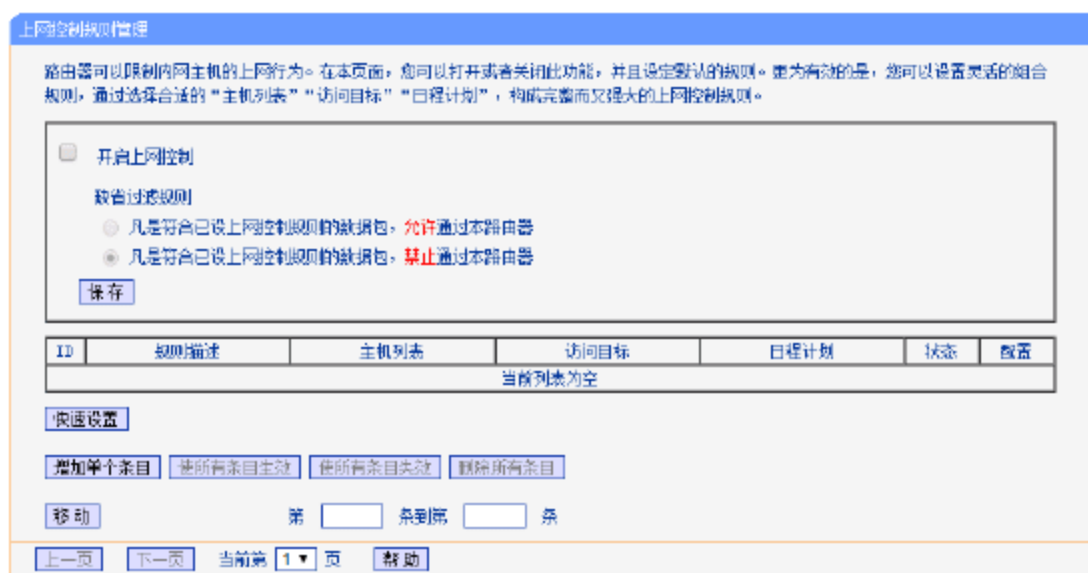 上网控制规则管理
路由器可以限制内网主机的上网行为。在本页面，您可以打开或者关闭此功能，并且设定默认的规则。更为有效的是，您可以设置灵活的组合
规则，通过选择合适的“主机列表”“访问目标”“日程计划”，构成完整而又强大的上网控制规则。
开启上网控制
缺省过滤规则
凡是符合已设上网控制规则的数据包，允许通过本路由器
凡是符合已设上网控制规则的数据包，禁止通过本路由器
保存
ID 规则描述 主机列表 访问目标 日程计划 状态 配置
当前列表为空
快速设置
增加单个条目 使所有条目生效 使所有条目失效 删除所有条目
移动 第 条到第 条
上一页 下一页 当前第 1 页 帮助